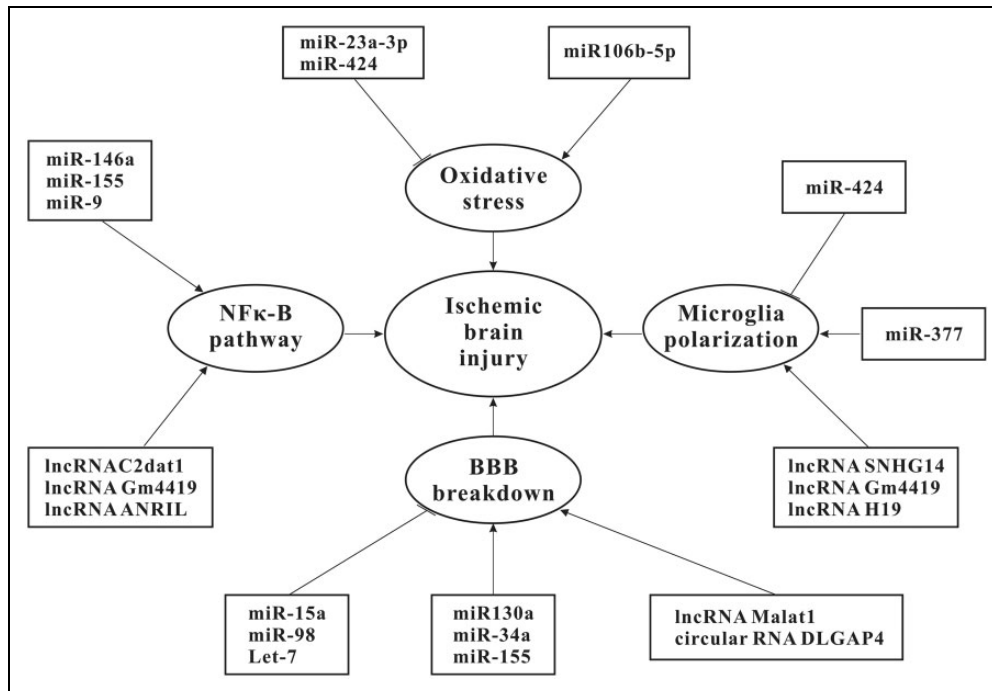 miR-23a-3p
miR-424
miR106b-5p
miR-146a
miR-155
miR-9
Oxidative
stress
miR-424
NFκ-B
pathway
Ischemic
brain
injury
Microglia
polarization
miR-377
lncRNAC2dat1
lncRNA Gm4419
lncRNA ANRIL
BBB
breakdown
lncRNA SNHG14
lncRNA Gm4419
lncRNA H19
miR-15a
miR-98
Let-7
miR130a
miR-34a
miR-155
lncRNA Malat1
circular RNA DLGAP4